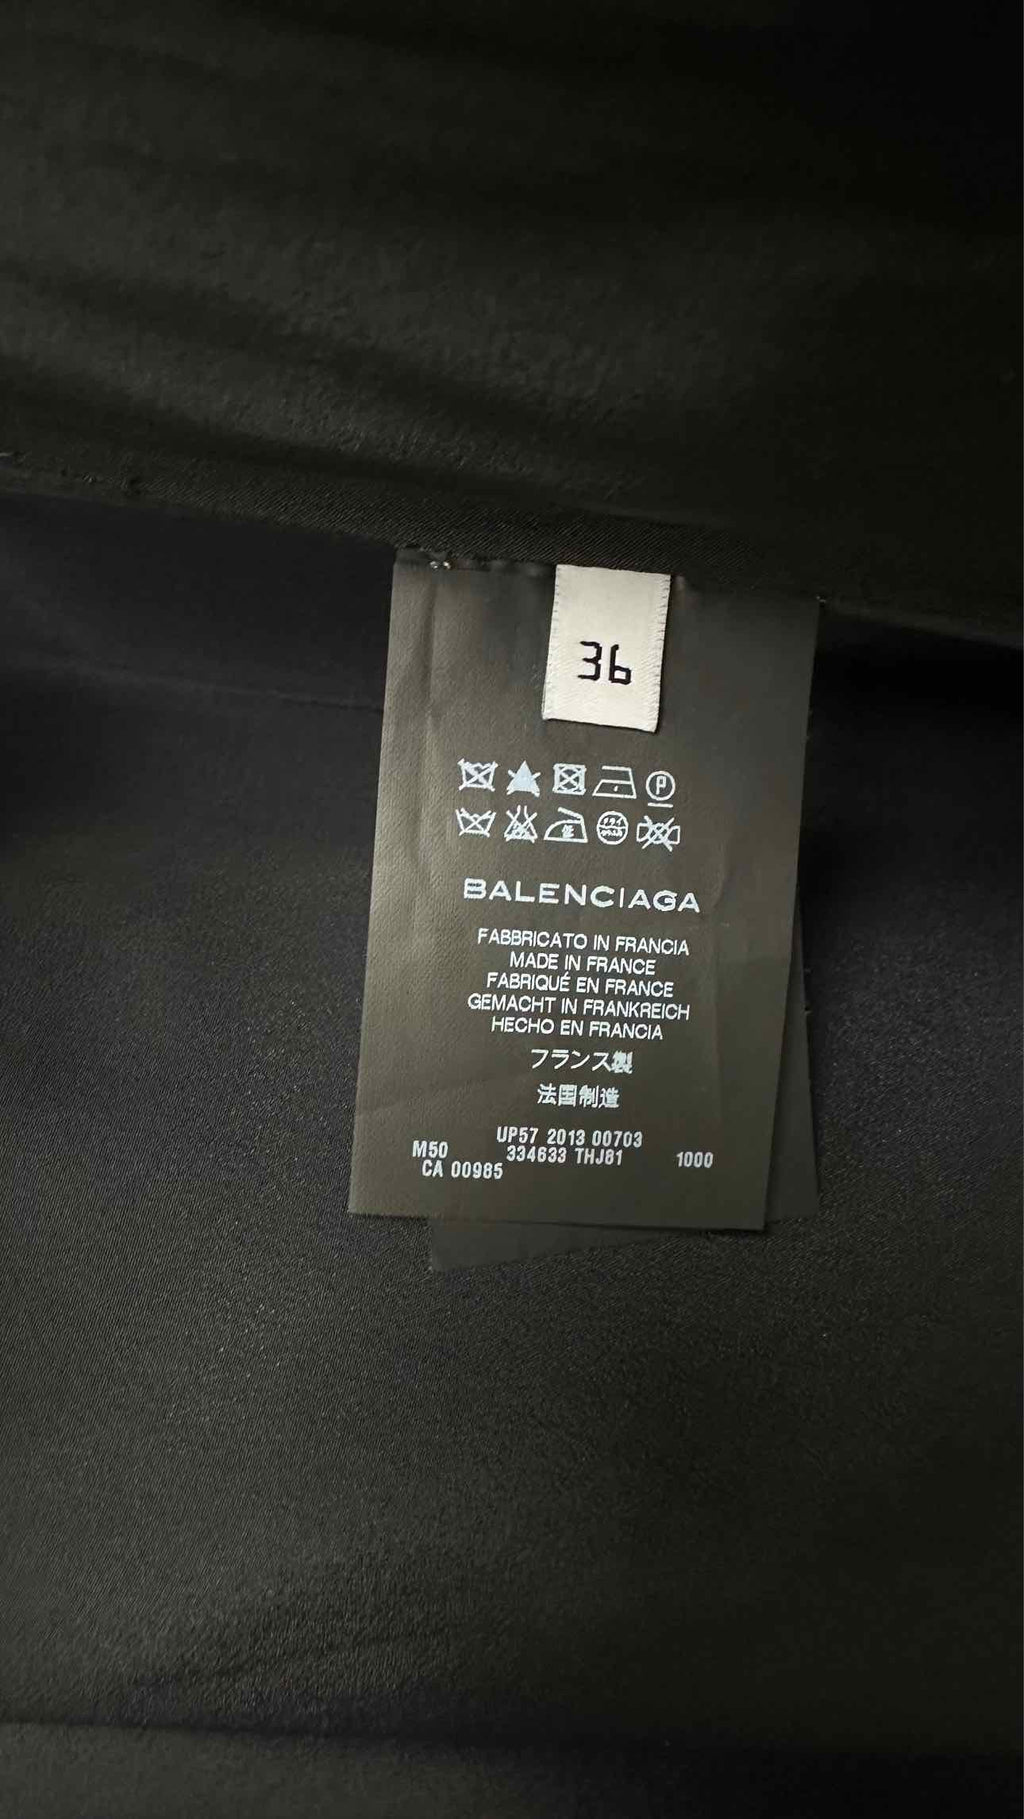 36
BALENCIAGA
FABBRICATO IN FRANCIA
MADE IN FRANCE
FABRIQUÉ EN FRANCE
GEMACHT IN FRANKREICH
HECHO EN FRANCIA
フランス製
法国制造
UP57 2013 00703
M50 334633 THJ81 1000
CA 00985